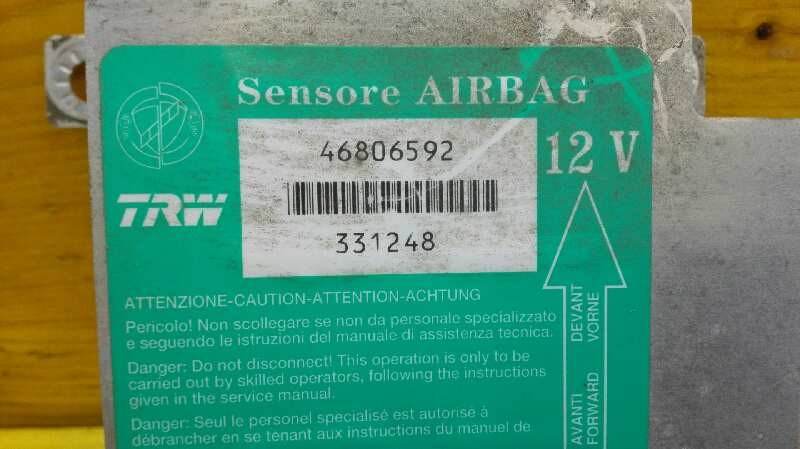 Sensore AIRBAG
46806592
12 V
TRW
331248
ATTENZIONE-CAUTION-ATTENTION-ACHTUNG
Pericolo! Non scollegare se non da personale specializzato
e seguendo le istruzioni del manuale di assistenza tecnica.
Danger: Do not disconnect! This operation is only to be
carried out by skilled operators, following the instructions
given in the service manual.
Danger: Seul le personel specialisé est autorisé à
débrancher en se tenant aux instructions du manuel de
AVANTI DEVANT
FORWARD VORNE